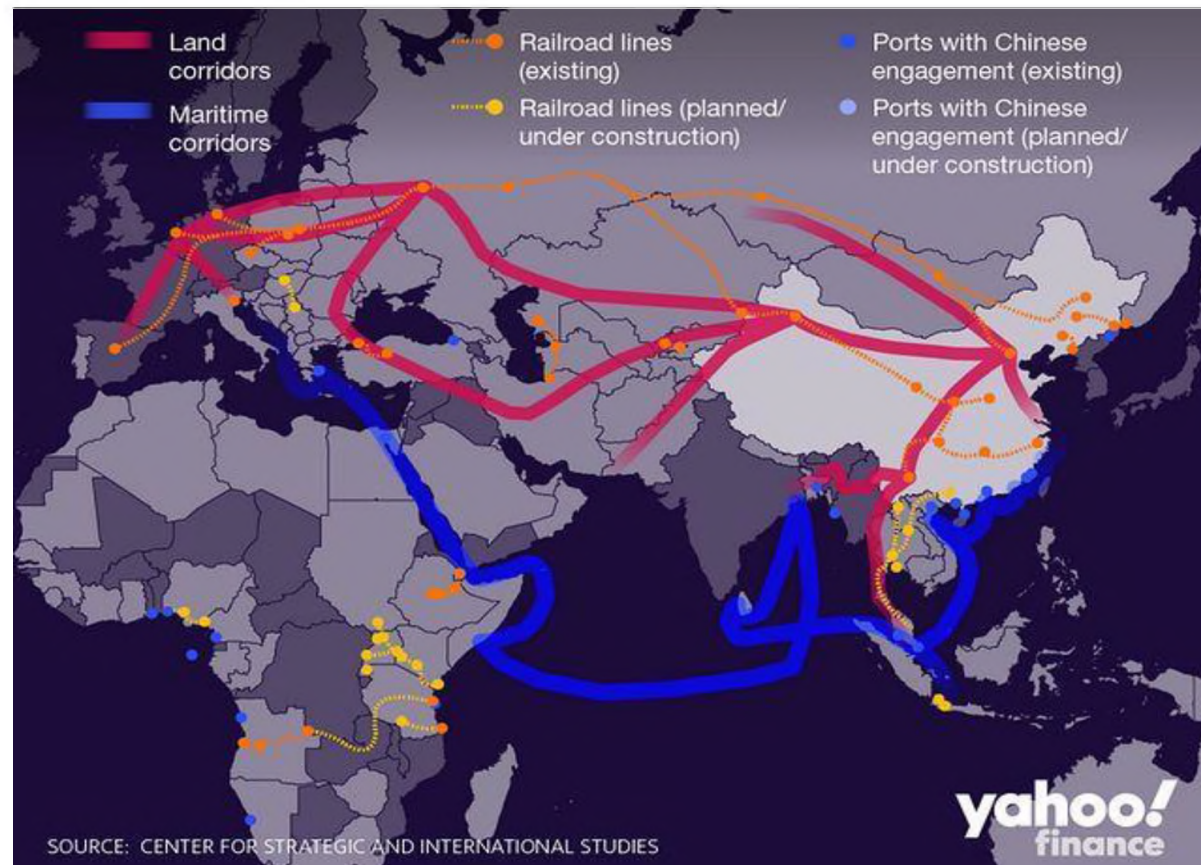 Land
corridors
Maritime
corridors
Railroad lines
(existing)
Railroad lines (planned/
under construction)
Ports with Chinese
engagement (existing)
Ports with Chinese
engagement (planned/
under construction)
SOURCE: CENTER FOR STRATEGIC AND INTERNATIONAL STUDIES
yahoo!
finance